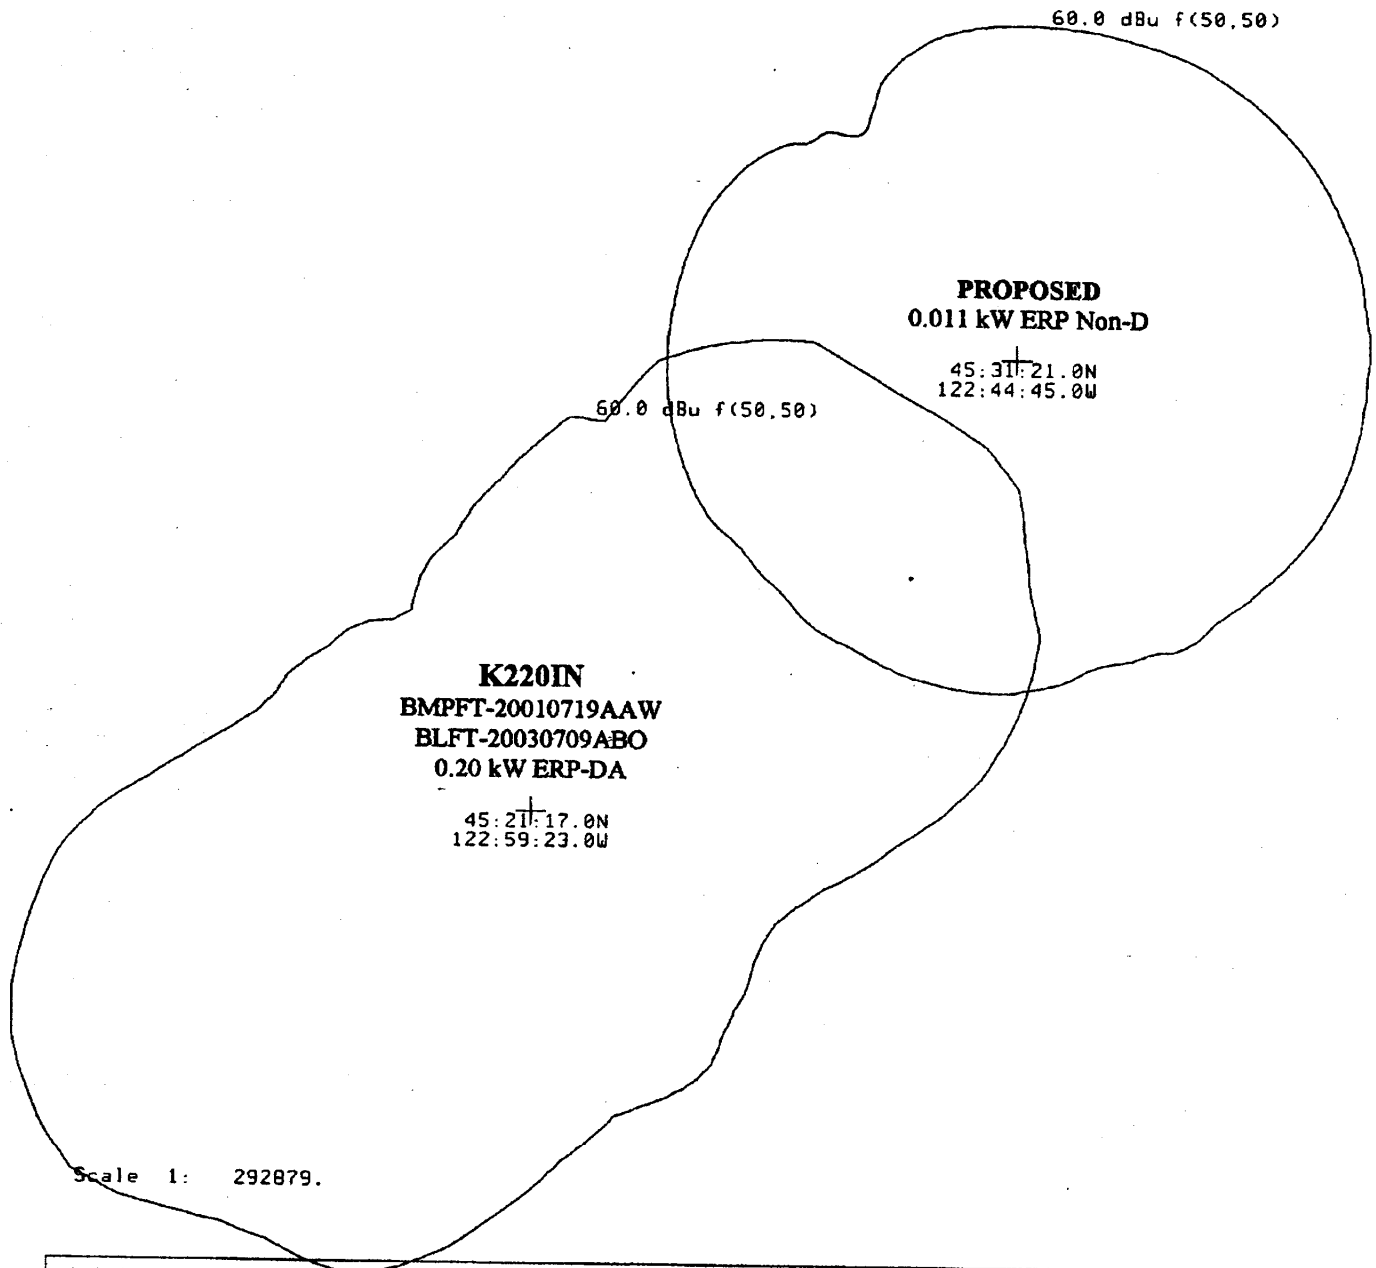 60.0 dBu f(50,50)
PROPOSED
0.011 kW ERP Non-D
45:31:21.0N
122:44:45.0W
60.0 dBu f(50,50)
K220IN
BMPFT-20010719AAW
BLFT-20030709ABO
0.20 kW ERP-DA
45:21:17.0N
122:59:23.0W
Scale 1: 292879.